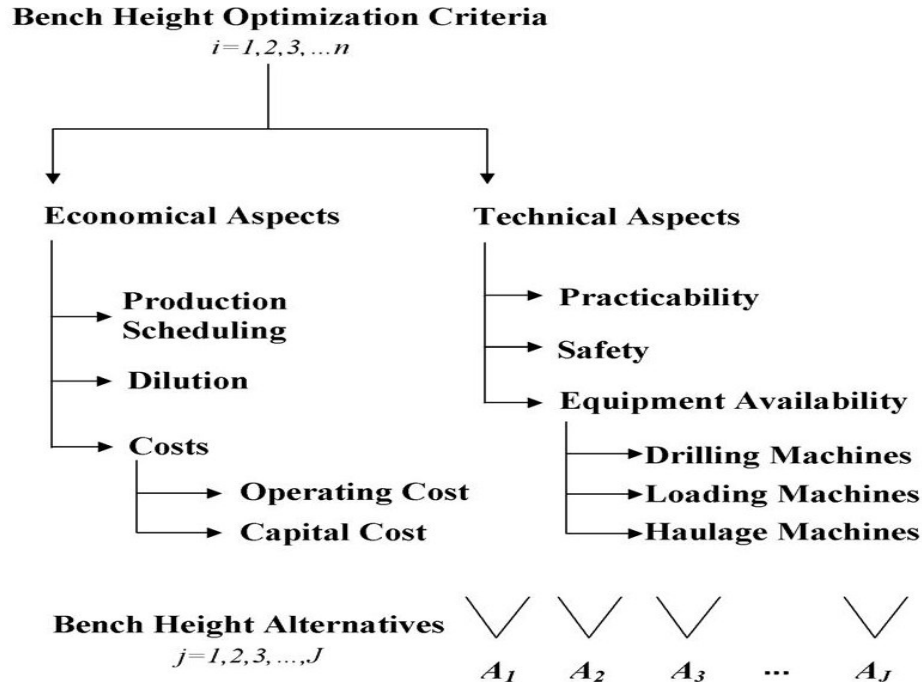 Bench Height Optimization Criteria
i=1,2,3,...n
Economical Aspects
Production
Scheduling
Dilution
Costs
Operating Cost
Capital Cost
Technical Aspects
Practicability
Safety
Equipment Availability
Drilling Machines
Loading Machines
Haulage Machines
Bench Height Alternatives
j=1,2,3,...,J
A1 A2 A3 ... AJ